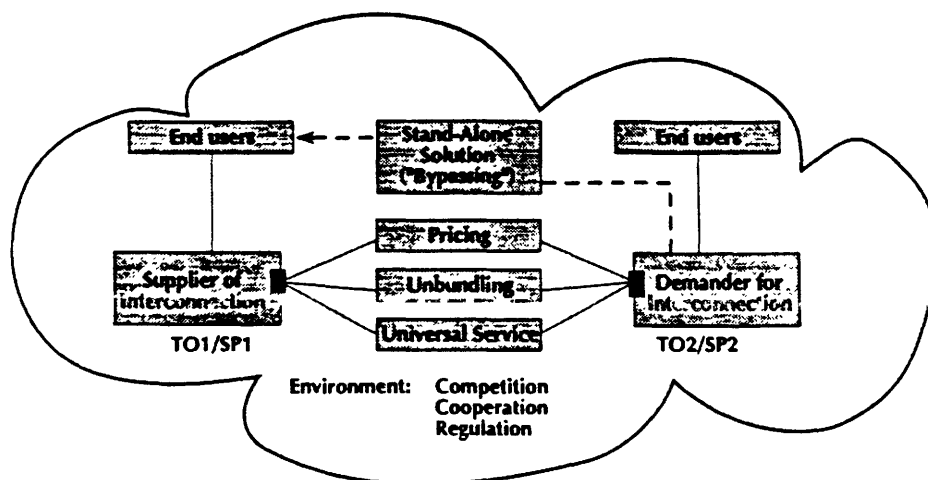 End users
Stand-Alone
Solution
("Bypassing")
End users
Pricing
Supplier of
interconnection
Unbundling
Demander for
interconnection
Universal Service
TO1/SP1
TO2/SP2
Environment: Competition
Cooperation
Regulation